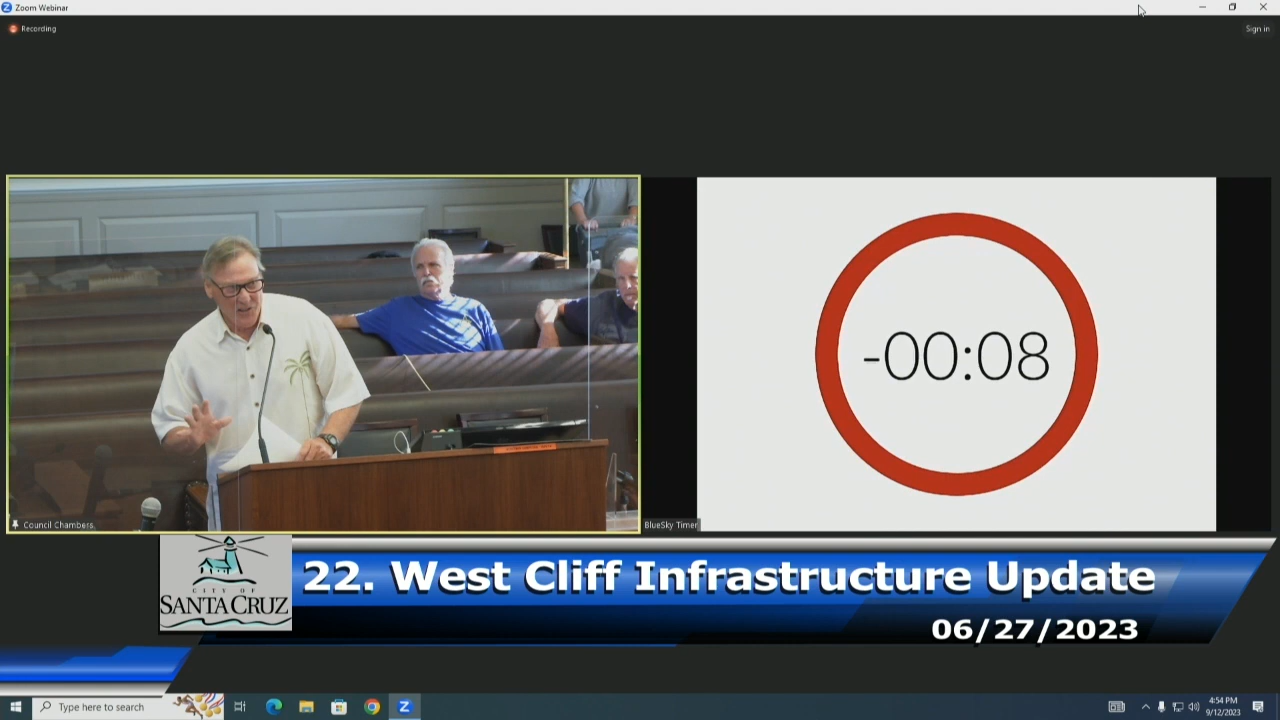 Zoom Webinar
Recording
Sign in
-00:08
Council Chambers
BlueSky Timer
CITY OF
SANTA CRUZ
22. West Cliff Infrastructure Update
06/27/2023
Type here to search
4:54 PM
9/12/2023